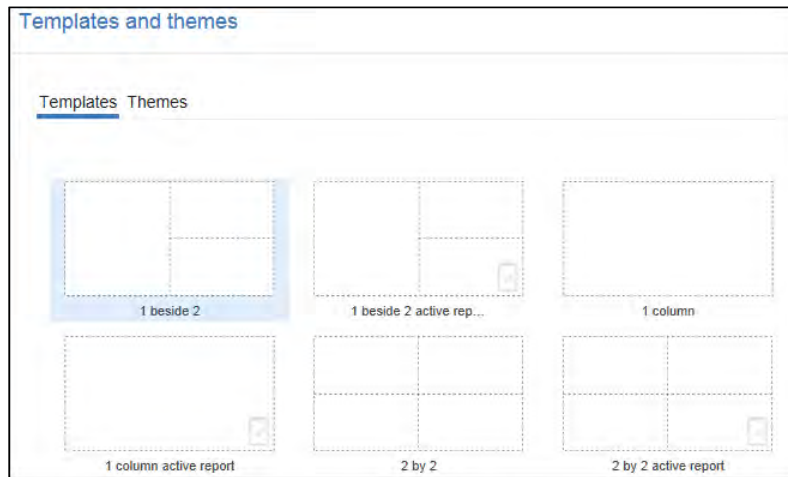 Templates and themes
Templates Themes
1 beside 2
1 beside 2 active rep...
1 column
1 column active report
2 by 2
2 by 2 active report